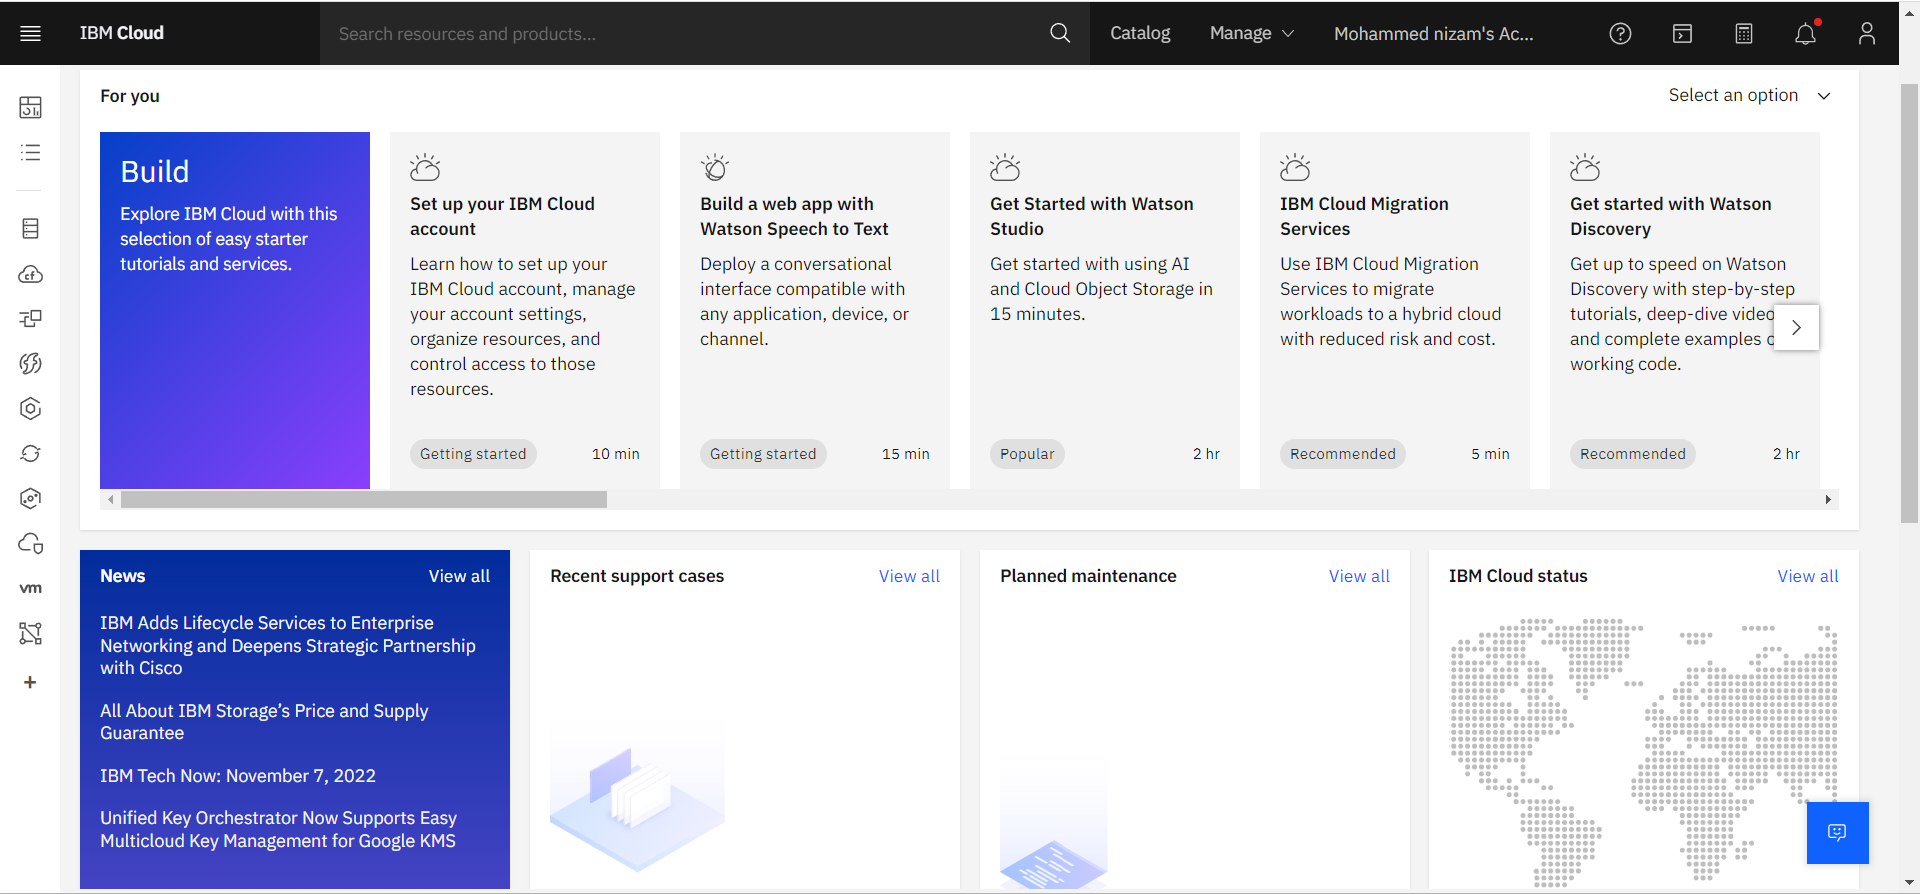 IBM Cloud
Search resources and products...
Catalog
Manage
Mohammed nizam's Ac...
For you
Select an option
Build
Explore IBM Cloud with this
selection of easy starter
tutorials and services.
Set up your IBM Cloud
account
Learn how to set up your
IBM Cloud account, manage
your account settings,
organize resources, and
control access to those
resources.
Getting started
10 min
Build a web app with
Watson Speech to Text
Deploy a conversational
interface compatible with
any application, device, or
channel.
Getting started
15 min
Get Started with Watson
Studio
Get started with using AI
and Cloud Object Storage in
15 minutes.
Popular
2 hr
IBM Cloud Migration
Services
Use IBM Cloud Migration
Services to migrate
workloads to a hybrid cloud
with reduced risk and cost.
Recommended
5 min
Get started with Watson
Discovery
Get up to speed on Watson
Discovery with step-by-step
tutorials, deep-dive
and complete examples
working code.
Recommended
2 hr
cf
vm
News
View all
IBM Adds Lifecycle Services to Enterprise
Networking and Deepens Strategic Partnership
with Cisco
All About IBM Storage’s Price and Supply
Guarantee
IBM Tech Now: November 7, 2022
Unified Key Orchestrator Now Supports Easy
Multicloud Key Management for Google KMS
Recent support cases
View all
Planned maintenance
View all
IBM Cloud status
View all